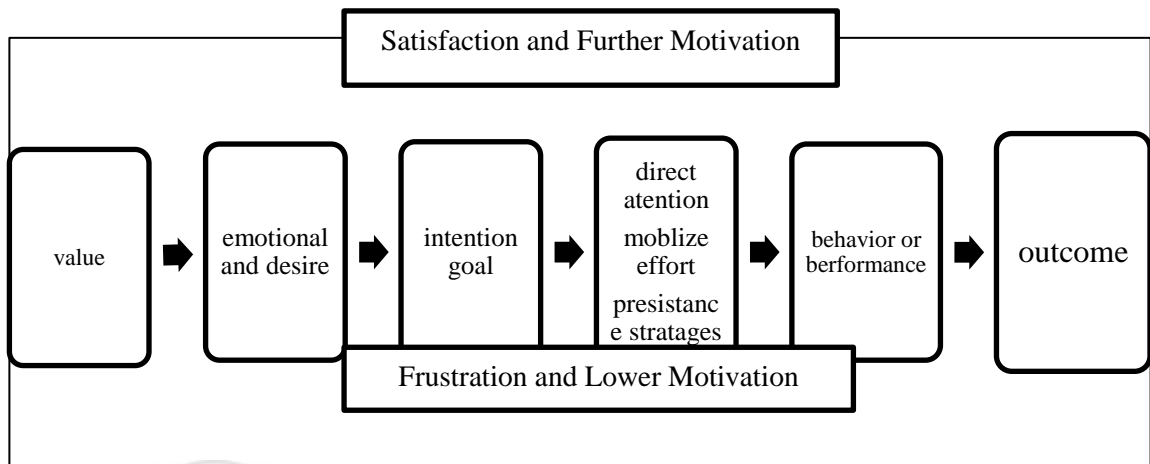 Satisfaction and Further Motivation
value
emotional
and desire
intention
goal
direct
atention
moblize
effort
presistanc
e stratages
behavior or
berformance
outcome
Frustration and Lower Motivation